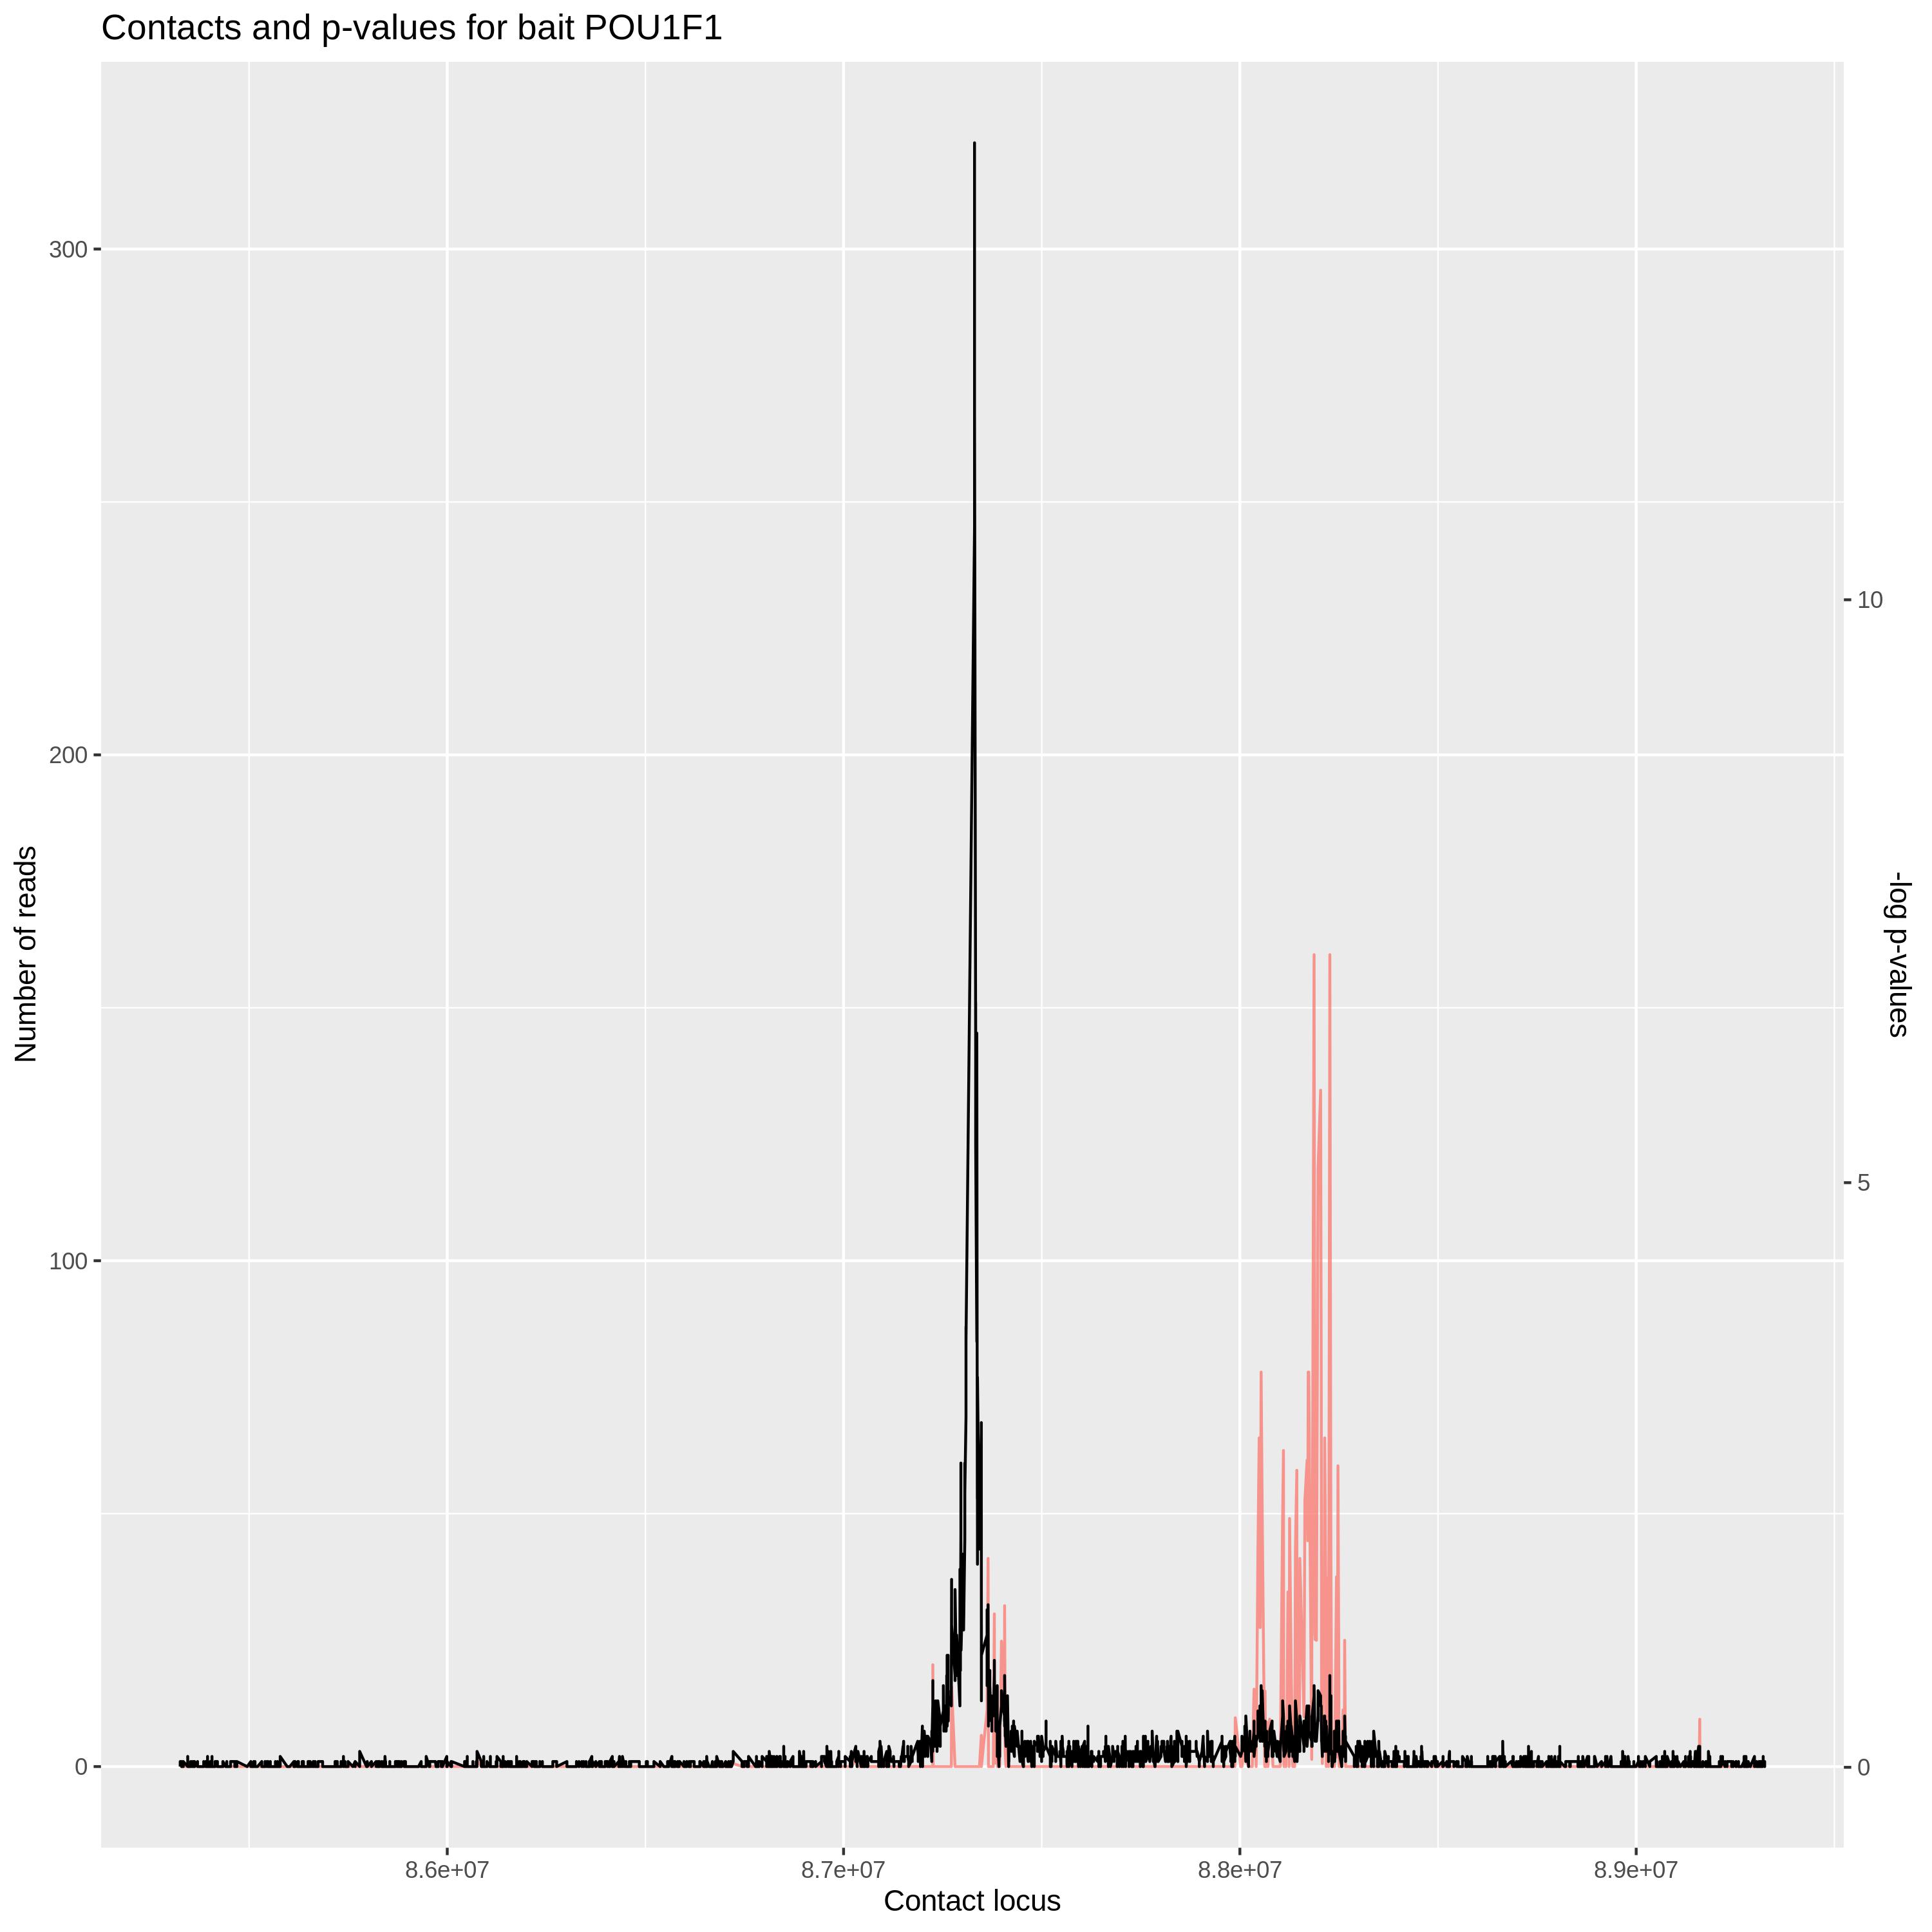 Contacts and p-values for bait POU1F1
Number of reads
300
200
100
0
10
5
0
-log p-values
8.6e+07
8.7e+07
8.8e+07
8.9e+07
Contact locus